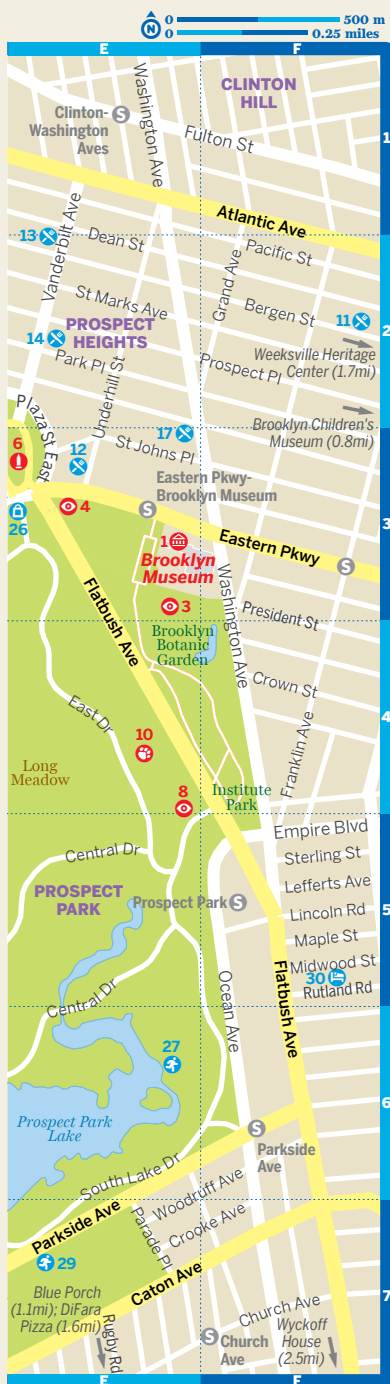 N
0 500 m
0 0.25 miles
E F
1
CLINTON
HILL
Washington Ave
Clinton-
Washington
Aves
S
Fulton St
Atlantic Ave
13
Dean St
Pacific St
Vanderbilt Ave
Grand Ave
2
St Marks Ave
Bergen St
11
PROSPECT
HEIGHTS
14
Park Pl
Underhill St
Prospect Pl
Weeksville Heritage
Center (1.7mi)
Plaza St East
Brooklyn Children's
Museum (0.8mi)
6
17
12
St Johns Pl
Eastern Pkwy-
Brooklyn Museum
4
S
26
3
1
Brooklyn
Museum
Eastern Pkwy
S
Flatbush Ave
3
Washington Ave
President St
Brooklyn
Botanic
Garden
Crown St
East Dr
Franklin Ave
4
10
Long
Meadow
8
Institute
Park
Empire Blvd
Central Dr
Sterling St
Lefferts Ave
PROSPECT
PARK
Prospect Park
S
Lincoln Rd
5
Maple St
Midwood St
30
Rutland Rd
Central Dr
Ocean Ave
Flatbush Ave
27
6
Prospect Park
Lake
S
Parkside
Ave
South Lake Dr
Woodruff Ave
Parkside Ave
Parade Pl
Crooke Ave
29
Caton Ave
7
Blue Porch
(1.1mi); DiFara
Pizza (1.6mi)
Rugby Rd
Church Ave
S
Church
Ave
Wyckoff
House
(2.5mi)
E F